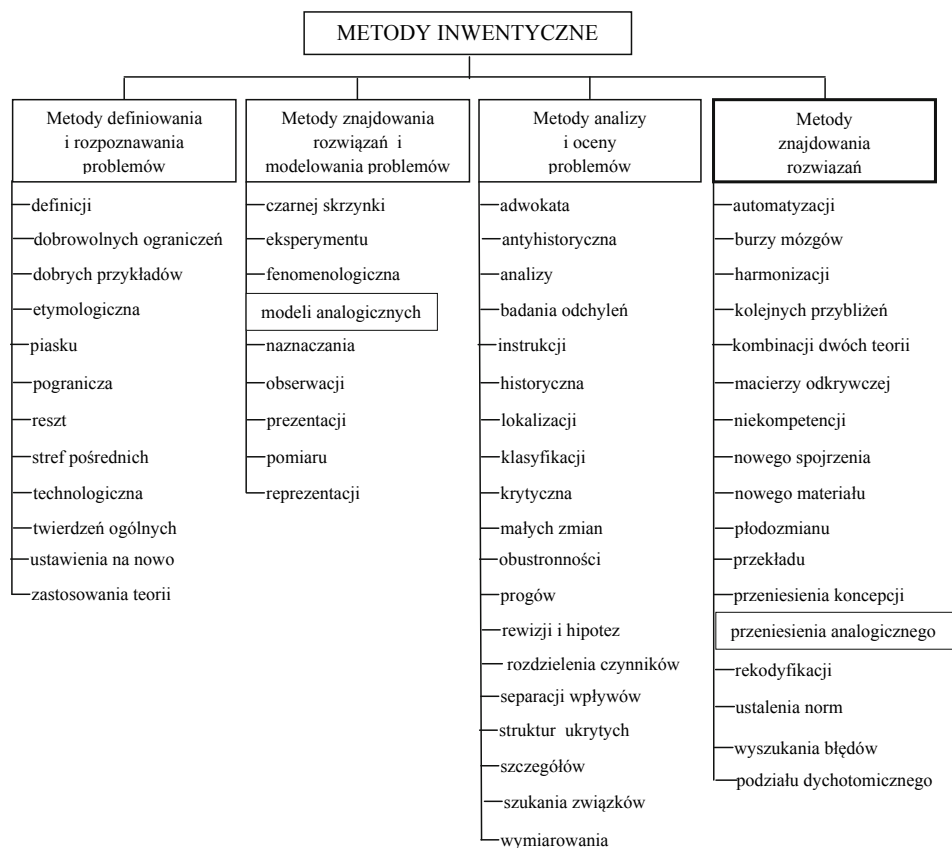 METODY INWENTYCZNE
Metody definiowania
i rozpoznawania
problemów
definicji
dobrowolnych ograniczeń
dobrych przykładów
etymologiczna
piasku
pogranicza
reszt
stref pośrednich
technologiczna
twierdzeń ogólnych
ustawienia na nowo
zastosowania teorii
Metody znajdowania
rozwiązań i
modelowania problemów
czarnej skrzynki
eksperymentu
fenomenologiczna
modeli analogicznych
naznaczania
obserwacji
prezentacji
pomiaru
reprezentacji
Metody analizy
i oceny
problemów
adwokata
antyhistoryczna
analizy
badania odchyleń
instrukcji
historyczna
lokalizacji
klasyfikacji
krytyczna
małych zmian
obustronności
progów
rewizji i hipotez
rozdzielenia czynników
separacji wpływów
struktur ukrytych
szczegółów
szukania związków
wymiarowania
Metody
znajdowania
rozwiązań
automatyzacji
burzy mózgów
harmonizacji
kolejnych przybliżeń
kombinacji dwóch teorii
macierzy odkrywczej
niekompetencji
nowego spojrzenia
nowego materiału
płodozmianu
przekładu
przeniesienia koncepcji
przeniesienia analogicznego
rekodyfikacji
ustalenia norm
wyszukania błędów
podziału dychotomicznego